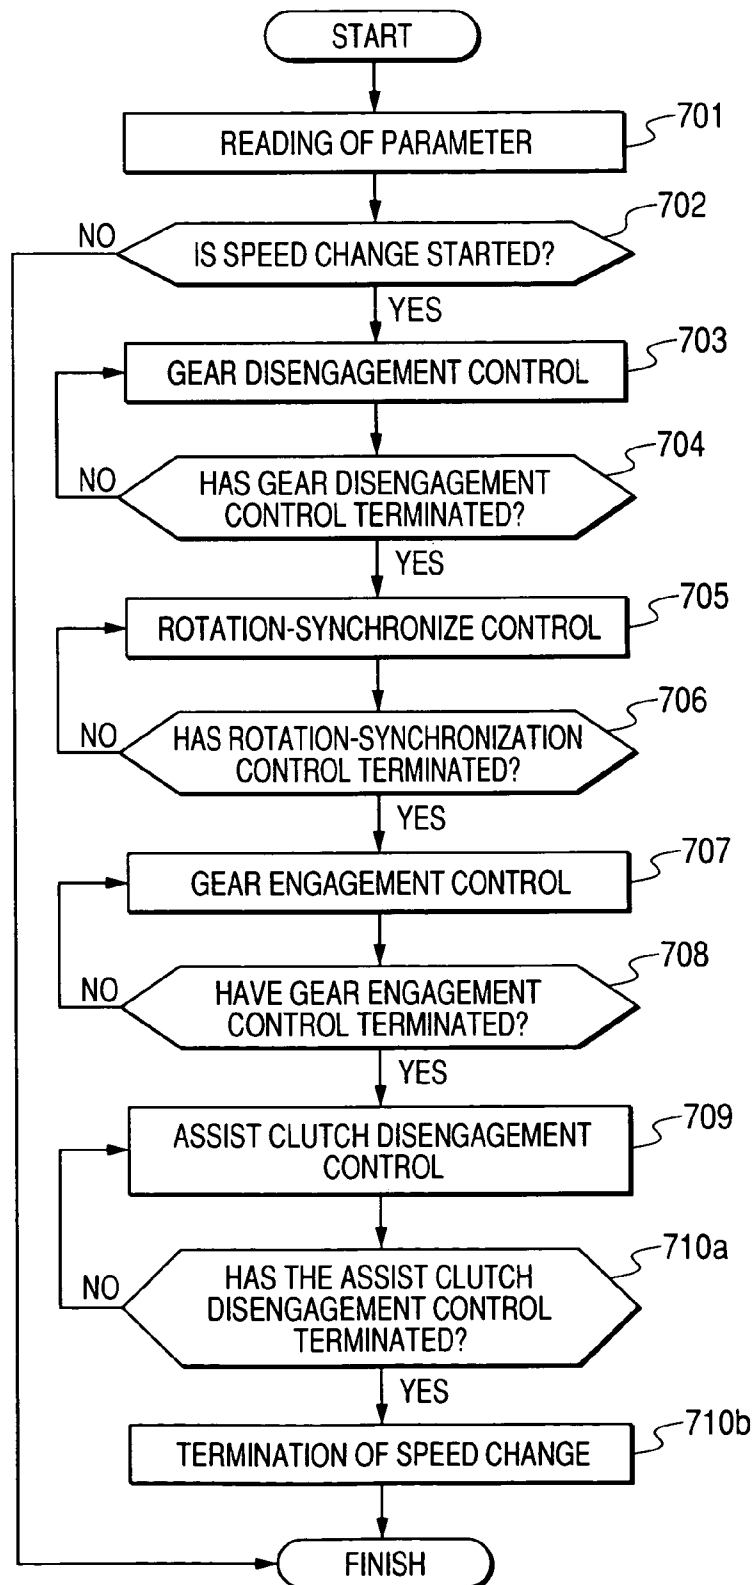 START
701
READING OF PARAMETER
702
NO
IS SPEED CHANGE STARTED?
YES
703
GEAR DISENGAGEMENT CONTROL
704
NO
HAS GEAR DISENGAGEMENT
CONTROL TERMINATED?
YES
705
ROTATION-SYNCHRONIZE CONTROL
706
NO
HAS ROTATION-SYNCHRONIZATION
CONTROL TERMINATED?
YES
707
GEAR ENGAGEMENT CONTROL
708
NO
HAVE GEAR ENGAGEMENT
CONTROL TERMINATED?
YES
709
ASSIST CLUTCH DISENGAGEMENT
CONTROL
710a
NO
HAS THE ASSIST CLUTCH
DISENGAGEMENT CONTROL
TERMINATED?
YES
710b
TERMINATION OF SPEED CHANGE
FINISH